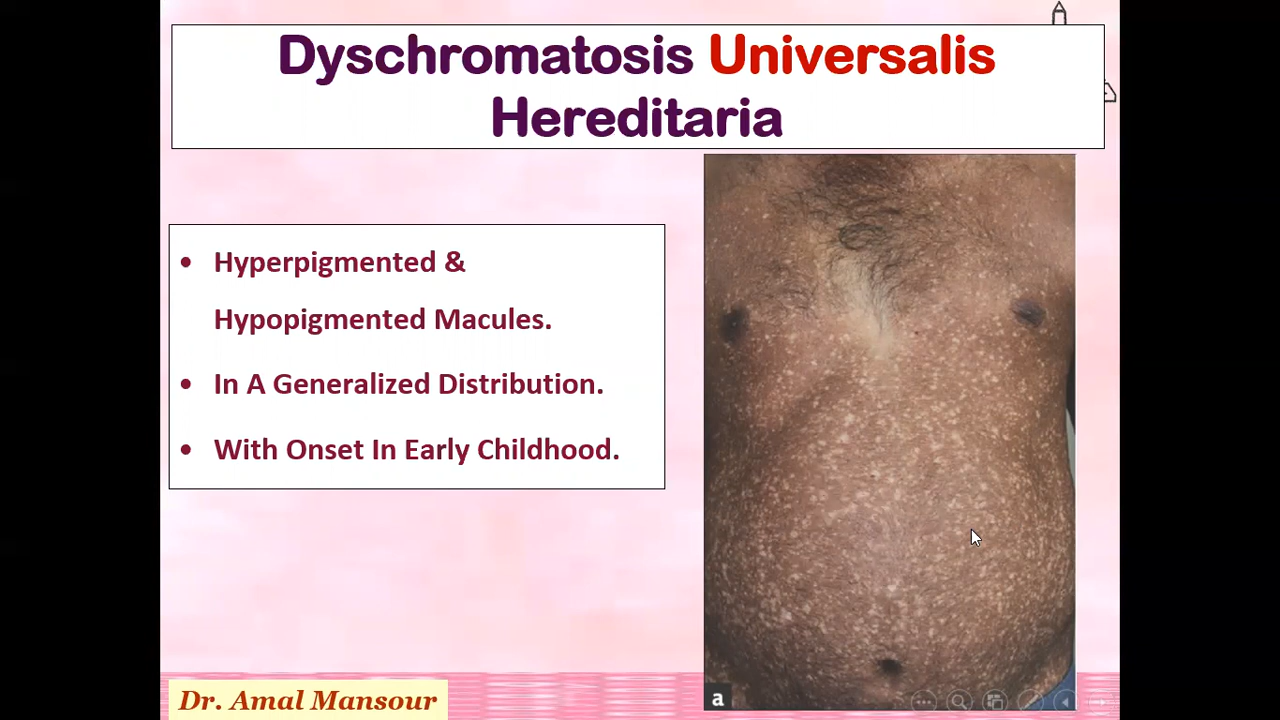 Dyschromatosis Universalis
Hereditaria
• Hyperpigmented &
Hypopigmented Macules.
• In A Generalized Distribution.
• With Onset In Early Childhood.
a
Dr. Amal Mansour